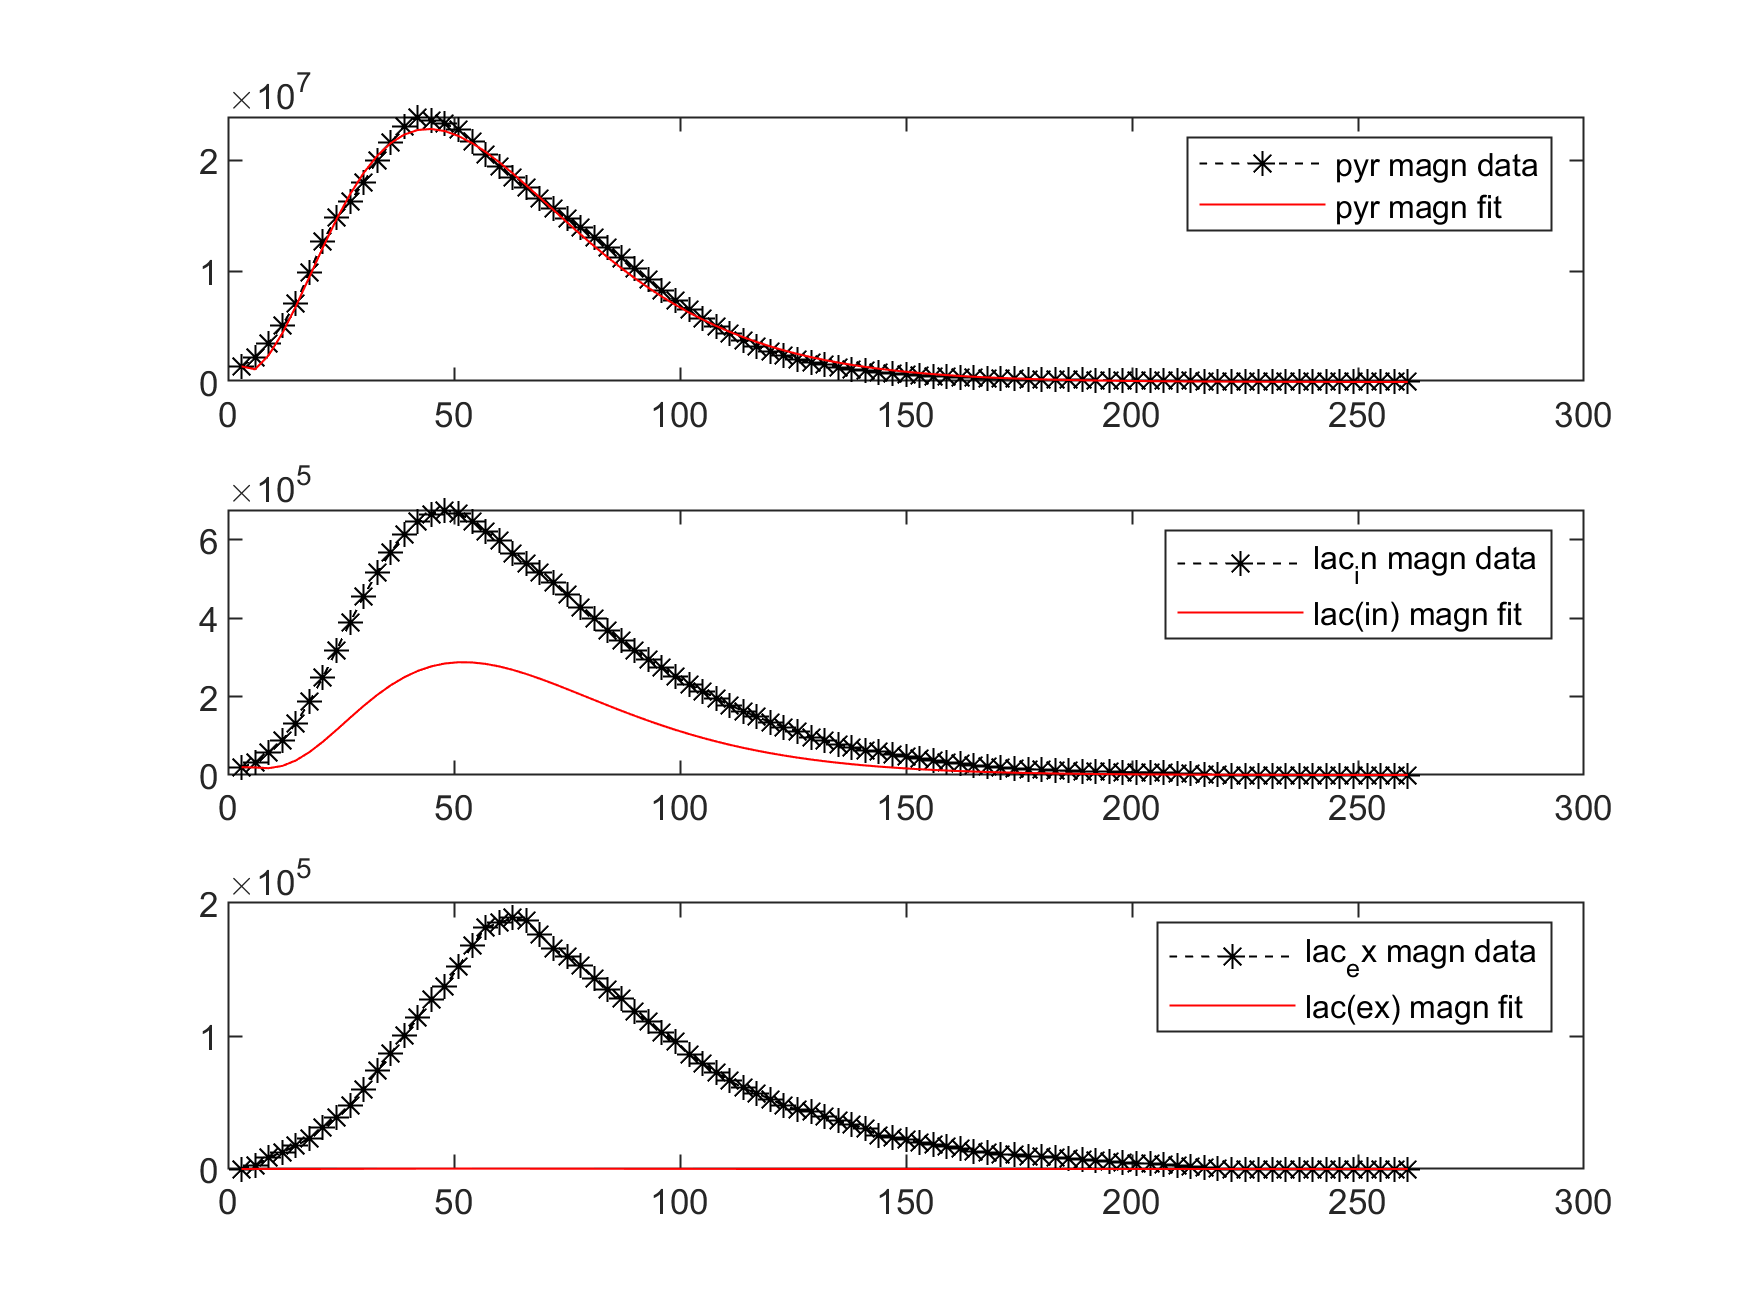 ×10^7
2
1
0
0 50 100 150 200 250 300
pyr magn data
pyr magn fit
×10^5
6
4
2
0
0 50 100 150 200 250 300
lac_in magn data
lac(in) magn fit
×10^5
2
1
0
0 50 100 150 200 250 300
lac_ex magn data
lac(ex) magn fit